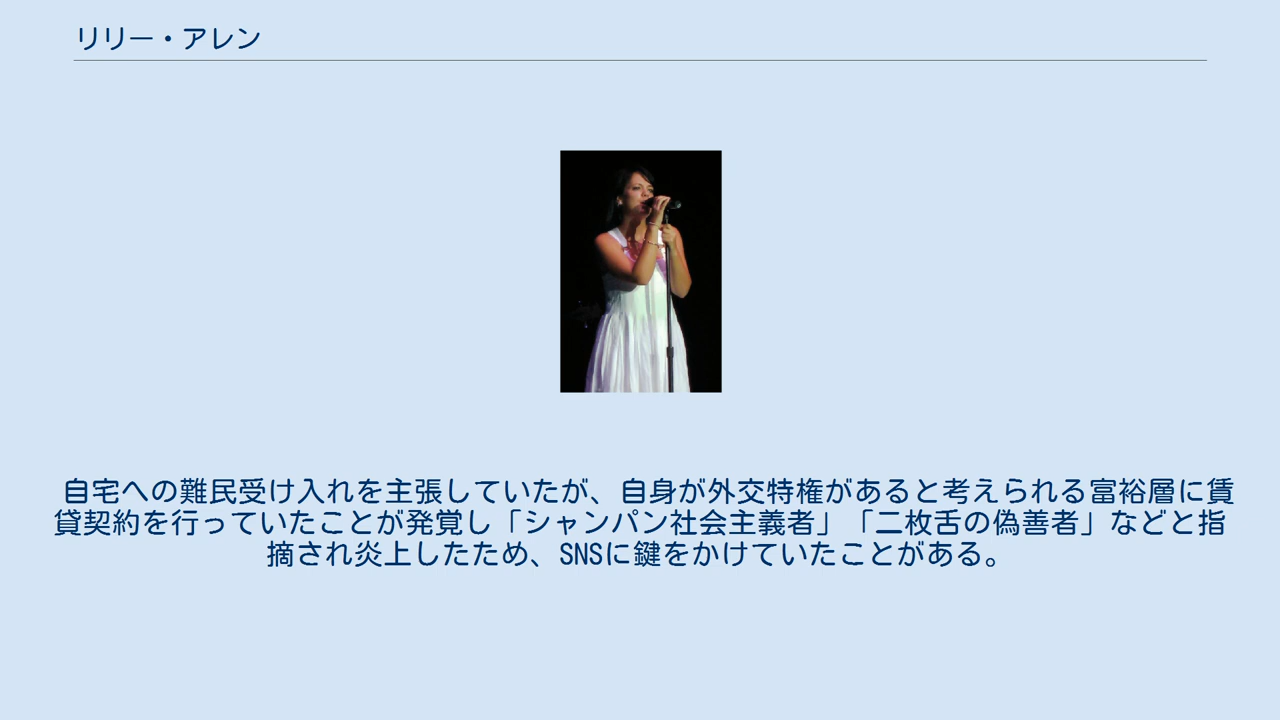 リリー・アレン
自宅への難民受け入れを主張していたが、自身が外交特権があると考えられる富裕層に賃
貸契約を行っていたことが発覚し「シャンパン社会主義者」「二枚舌の偽善者」などと指
摘され炎上したため、SNSに鍵をかけていたことがある。